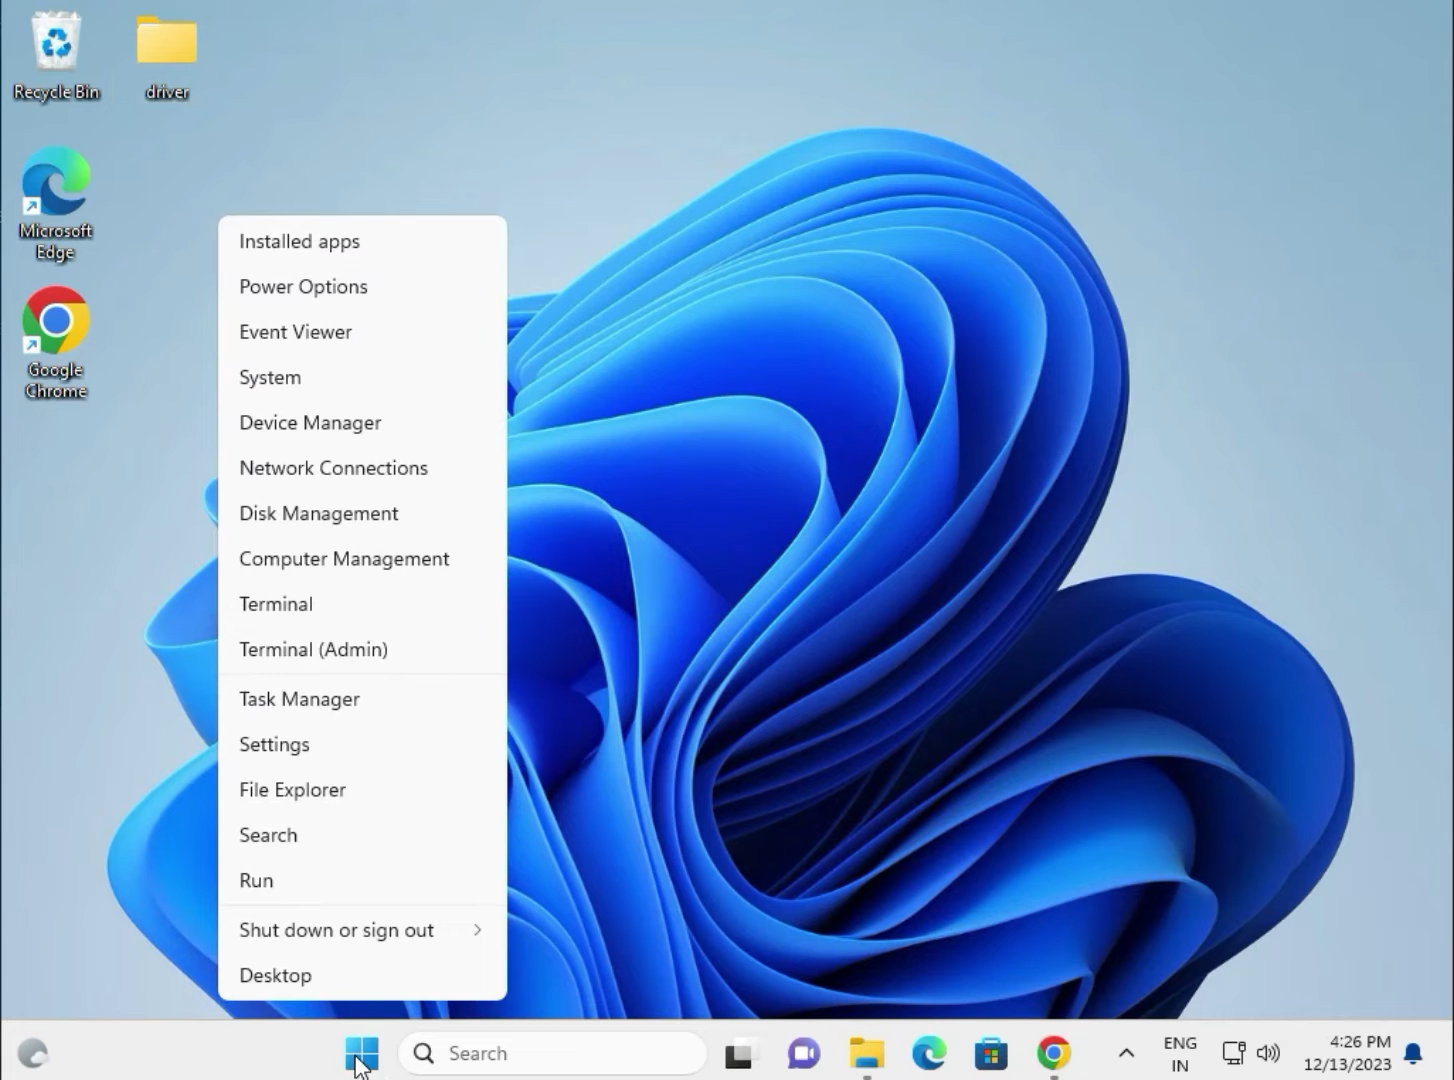 Recycle Bin
driver
Microsoft
Edge
Google
Chrome
Installed apps
Power Options
Event Viewer
System
Device Manager
Network Connections
Disk Management
Computer Management
Terminal
Terminal (Admin)
Task Manager
Settings
File Explorer
Search
Run
Shut down or sign out
Desktop
Search
ENG
IN
4:26 PM
12/13/2023